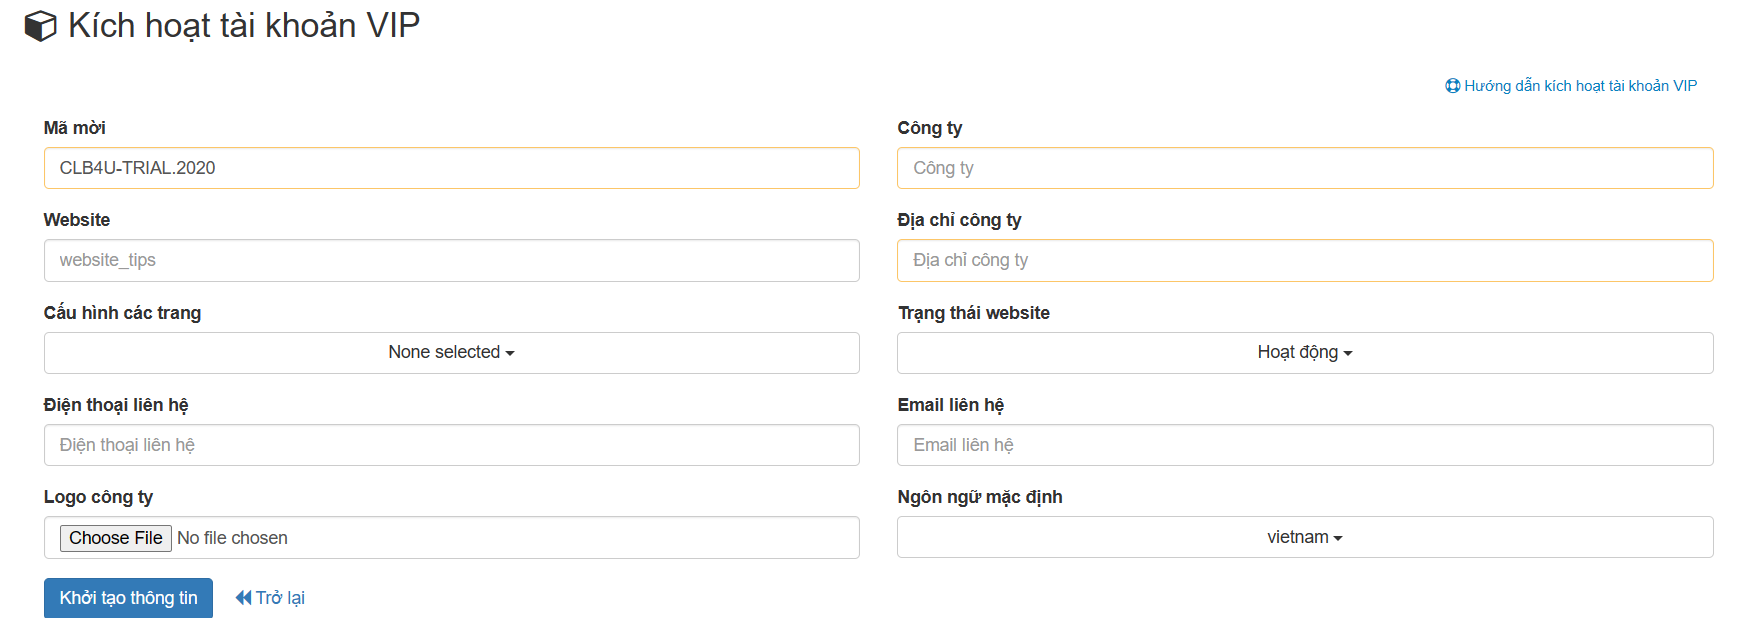 Kích hoạt tài khoản VIP
Hướng dẫn kích hoạt tài khoản VIP
Mã mời
Công ty
CLB4U-TRIAL.2020
Công ty
Website
Địa chỉ công ty
website_tips
Địa chỉ công ty
Cấu hình các trang
Trạng thái website
None selected
Hoạt động
Điện thoại liên hệ
Email liên hệ
Điện thoại liên hệ
Email liên hệ
Logo công ty
Ngôn ngữ mặc định
Choose File No file chosen
vietnam
Khởi tạo thông tin
Trở lại